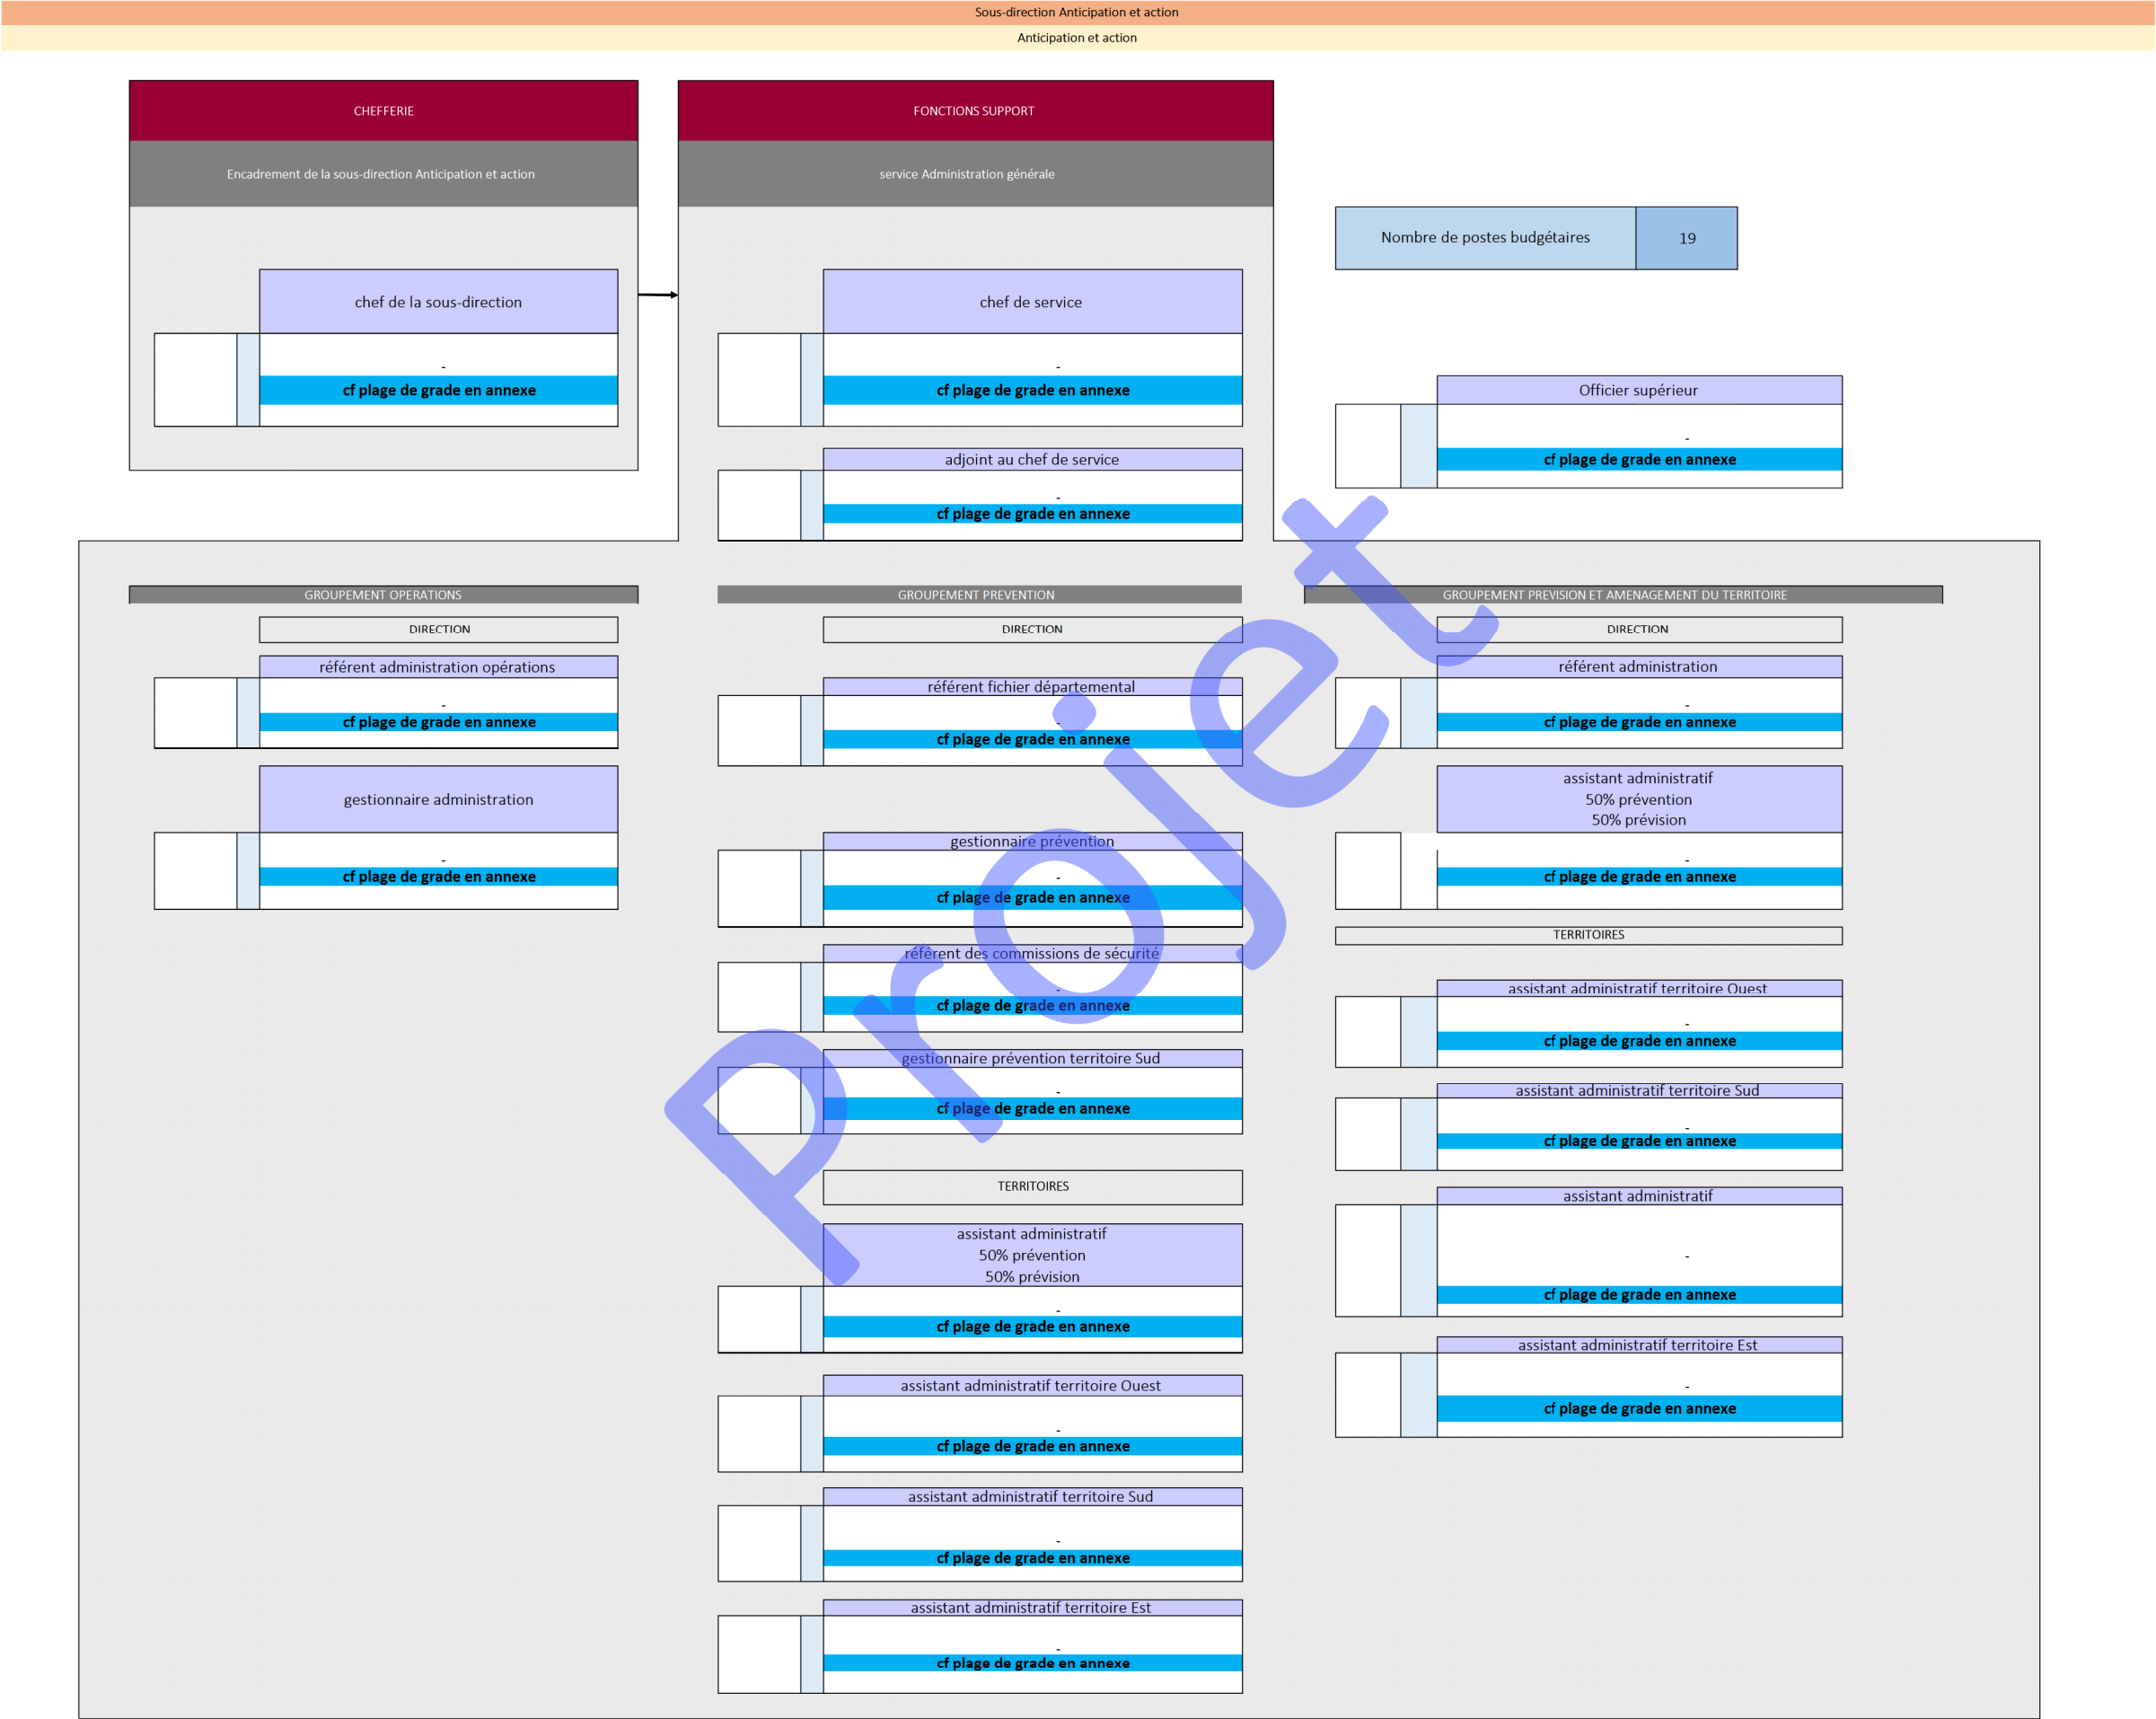 Sous-direction Anticipation et action
Anticipation et action
CHEFFERIE
Encadrement de la sous-direction Anticipation et action
chef de la sous-direction
-
cf plage de grade en annexe
FONCTIONS SUPPORT
service Administration générale
chef de service
-
cf plage de grade en annexe
adjoint au chef de service
-
cf plage de grade en annexe
Nombre de postes budgétaires
19
Officier supérieur
-
cf plage de grade en annexe
GROUPEMENT OPERATIONS
DIRECTION
référent administration opérations
-
cf plage de grade en annexe
gestionnaire administration
-
cf plage de grade en annexe
GROUPEMENT PREVENTION
DIRECTION
référent fichier départemental
-
cf plage de grade en annexe
gestionnaire prévention
-
cf plage de grade en annexe
référent des commissions de sécurité
-
cf plage de grade en annexe
gestionnaire prévention territoire Sud
-
cf plage de grade en annexe
TERRITOIRES
assistant administratif
50% prévention
50% prévision
-
cf plage de grade en annexe
assistant administratif territoire Ouest
-
cf plage de grade en annexe
assistant administratif territoire Sud
-
cf plage de grade en annexe
assistant administratif territoire Est
-
cf plage de grade en annexe
GROUPEMENT PREVISION ET AMENAGEMENT DU TERRITOIRE
DIRECTION
référent administration
-
cf plage de grade en annexe
assistant administratif
50% prévention
50% prévision
-
cf plage de grade en annexe
TERRITOIRES
assistant administratif territoire Ouest
-
cf plage de grade en annexe
assistant administratif territoire Sud
-
cf plage de grade en annexe
assistant administratif
-
cf plage de grade en annexe
assistant administratif territoire Est
-
cf plage de grade en annexe
Projet